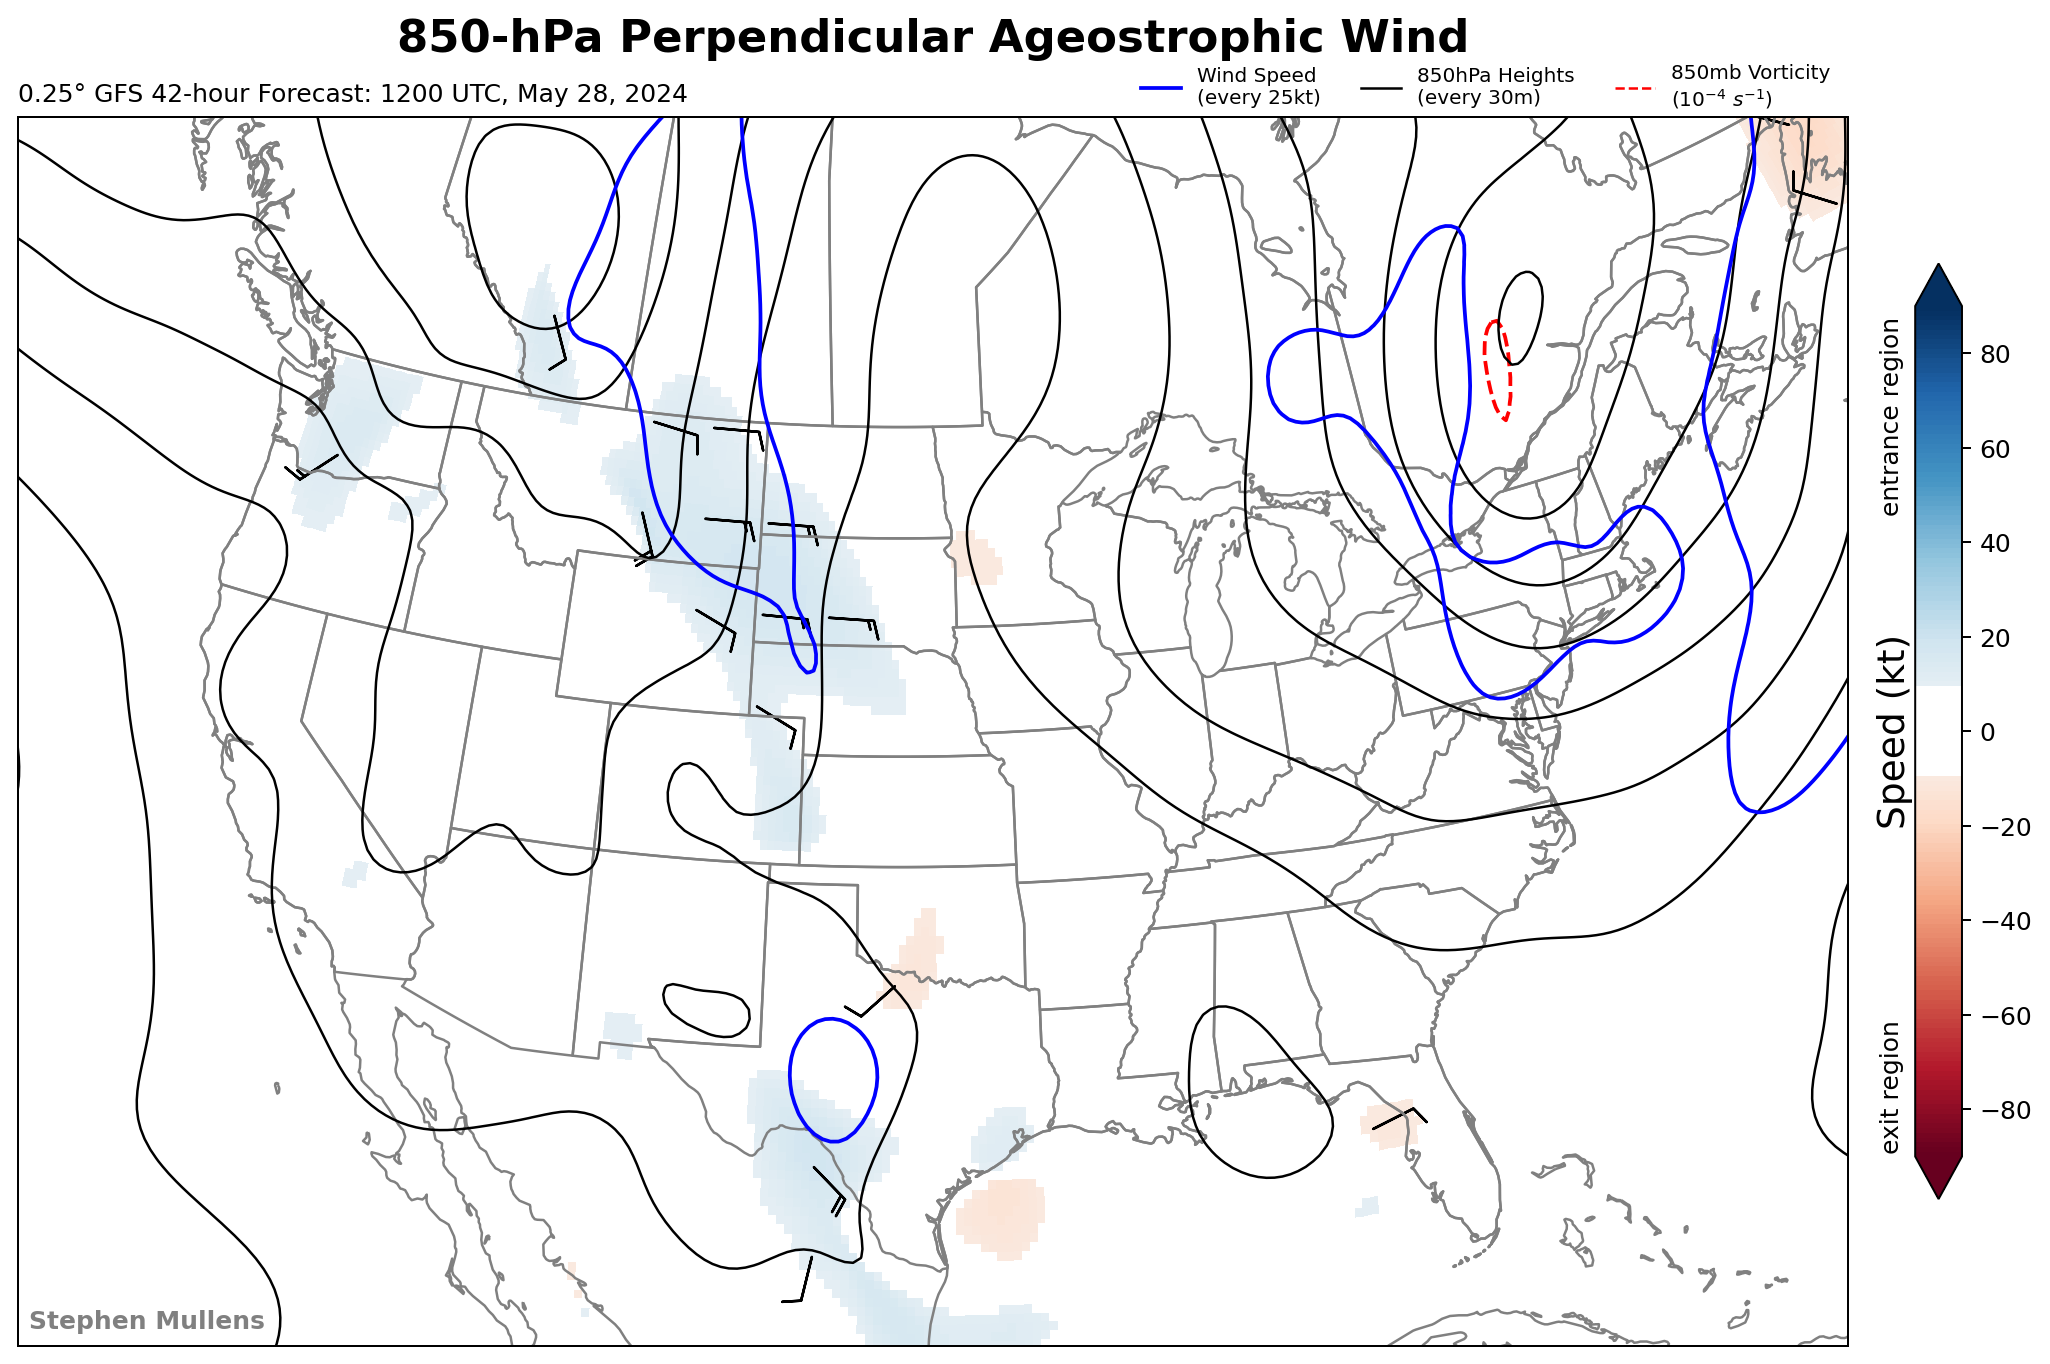 850-hPa Perpendicular Ageostrophic Wind
0.25° GFS 42-hour Forecast: 1200 UTC, May 28, 2024
Wind Speed
(every 25kt)
850hPa Heights
(every 30m)
850mb Vorticity
(10⁻⁴ s⁻¹)
entrance region
exit region
Speed (kt)
80
60
40
20
0
−20
−40
−60
−80
Stephen Mullens